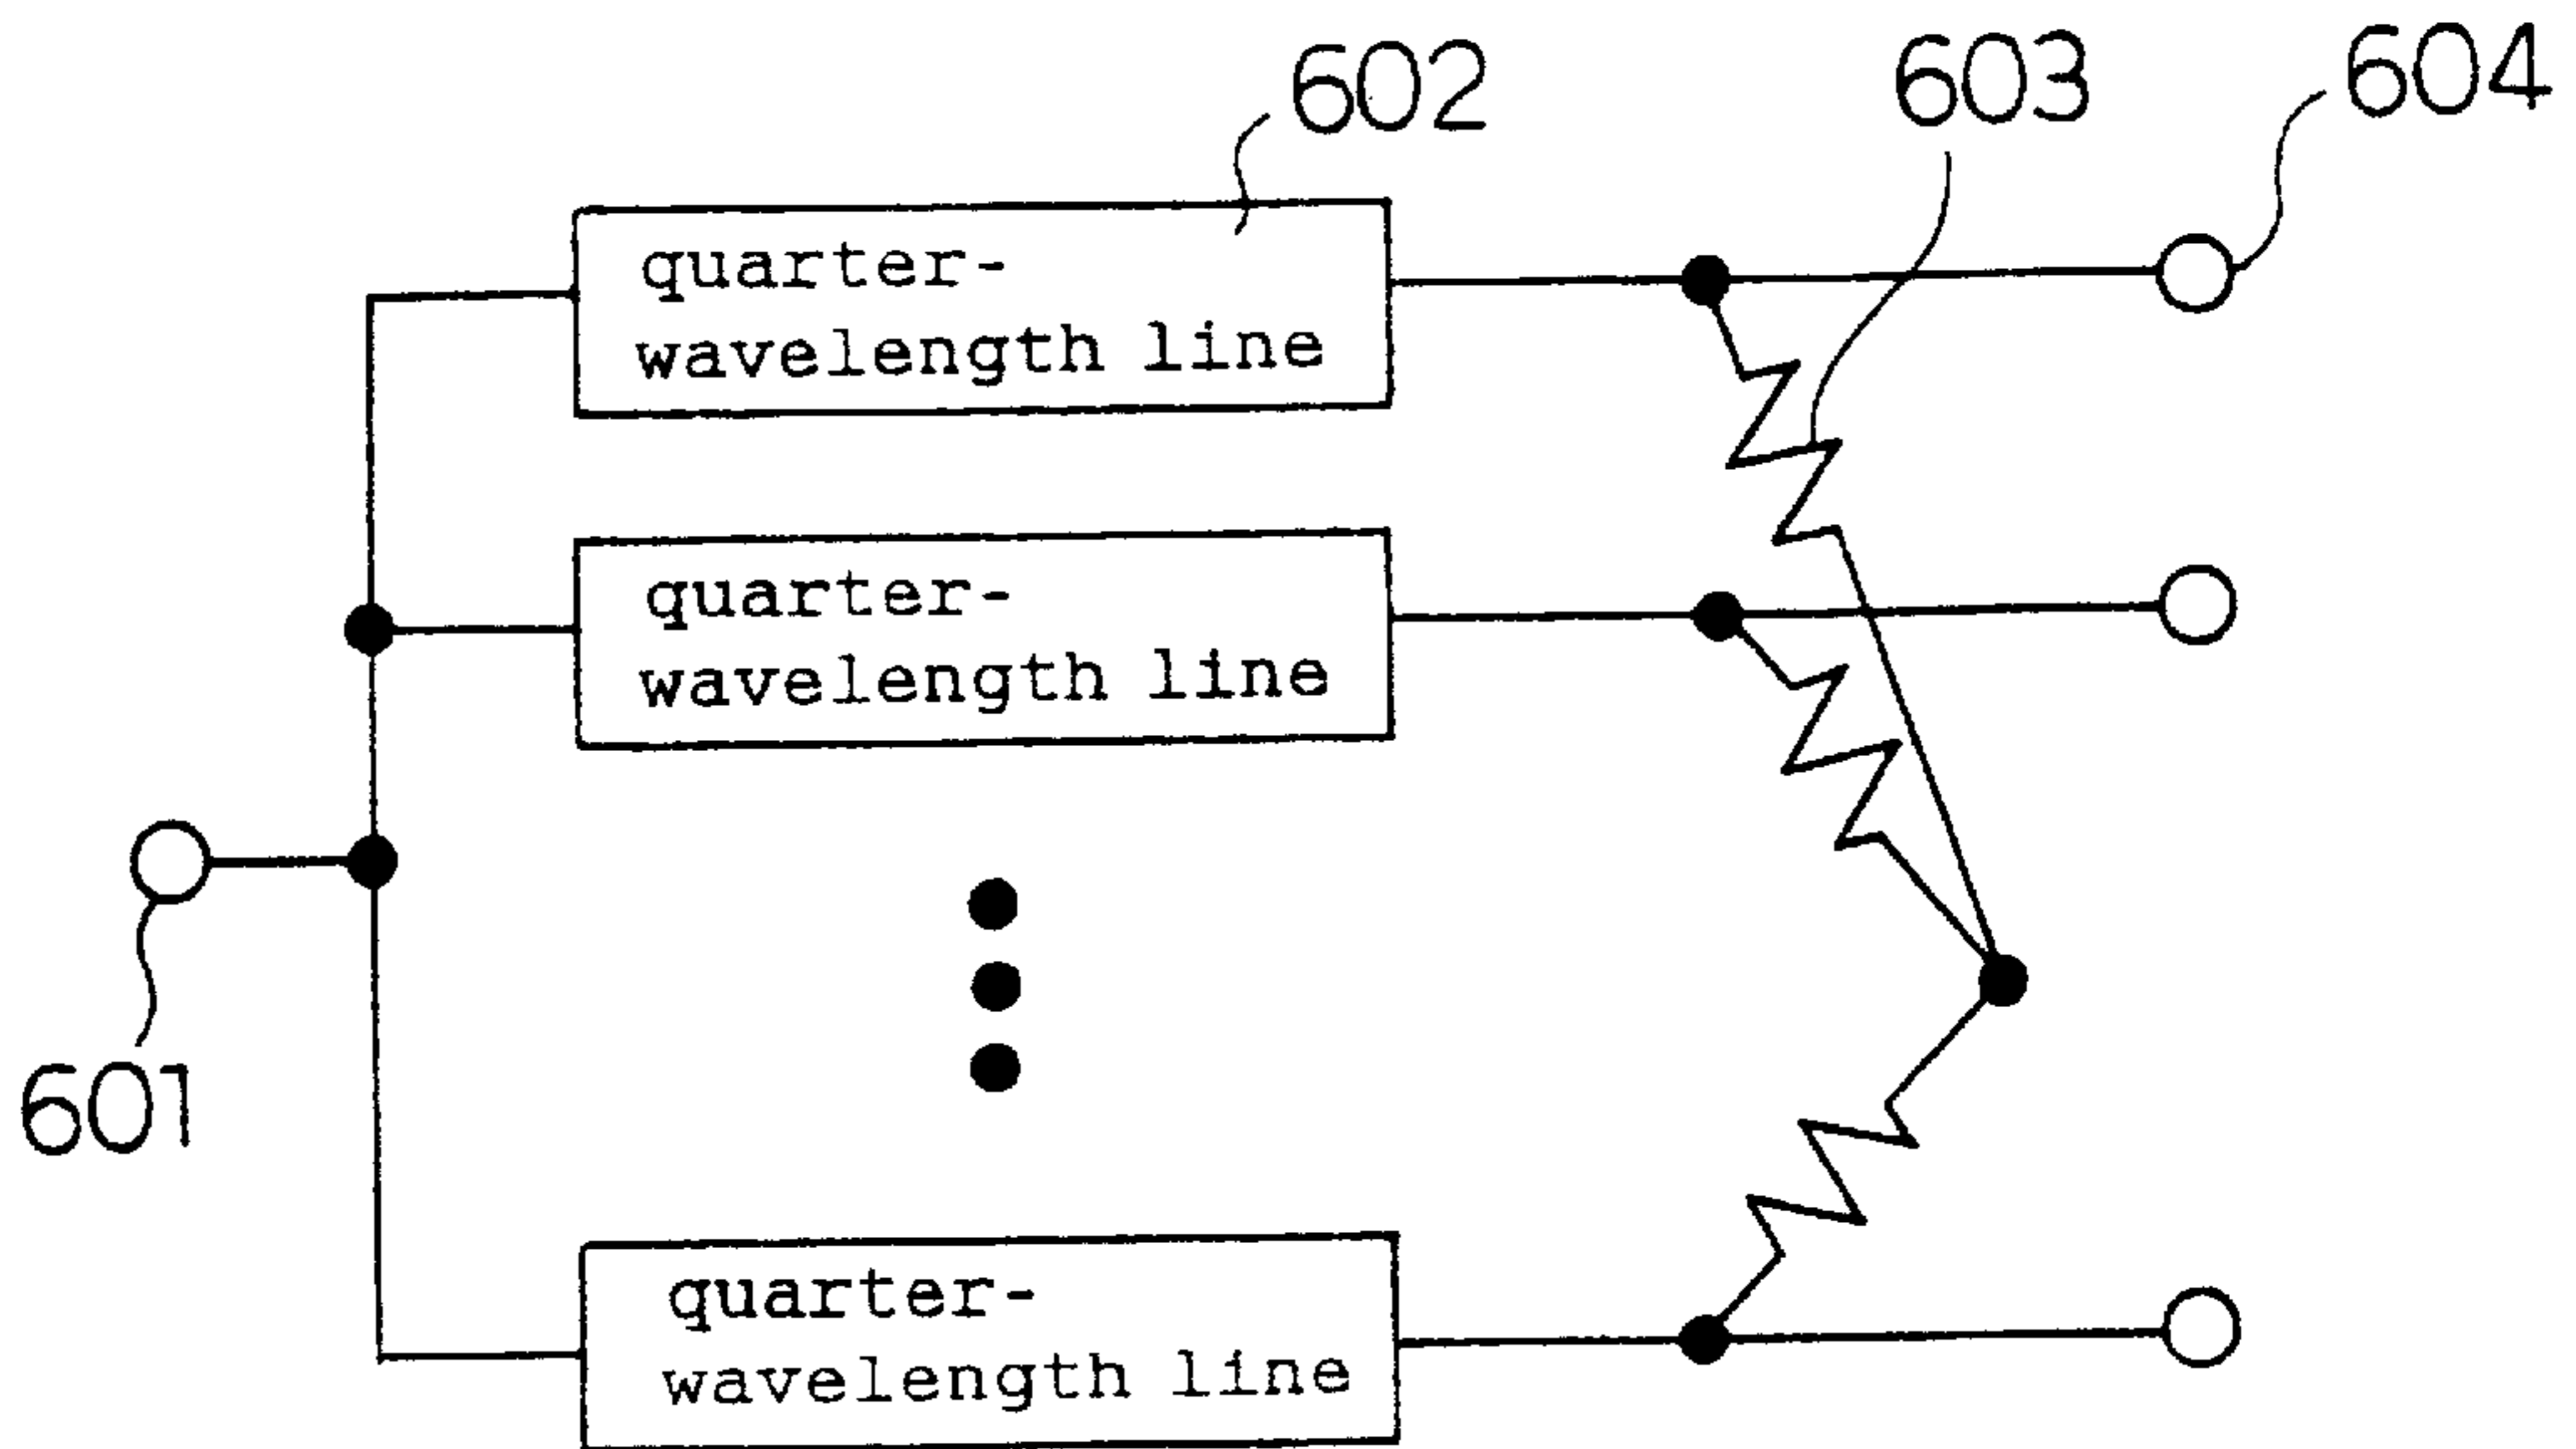 602
603
604
quarter-
wavelength line
quarter-
wavelength line
601
quarter-
wavelength line